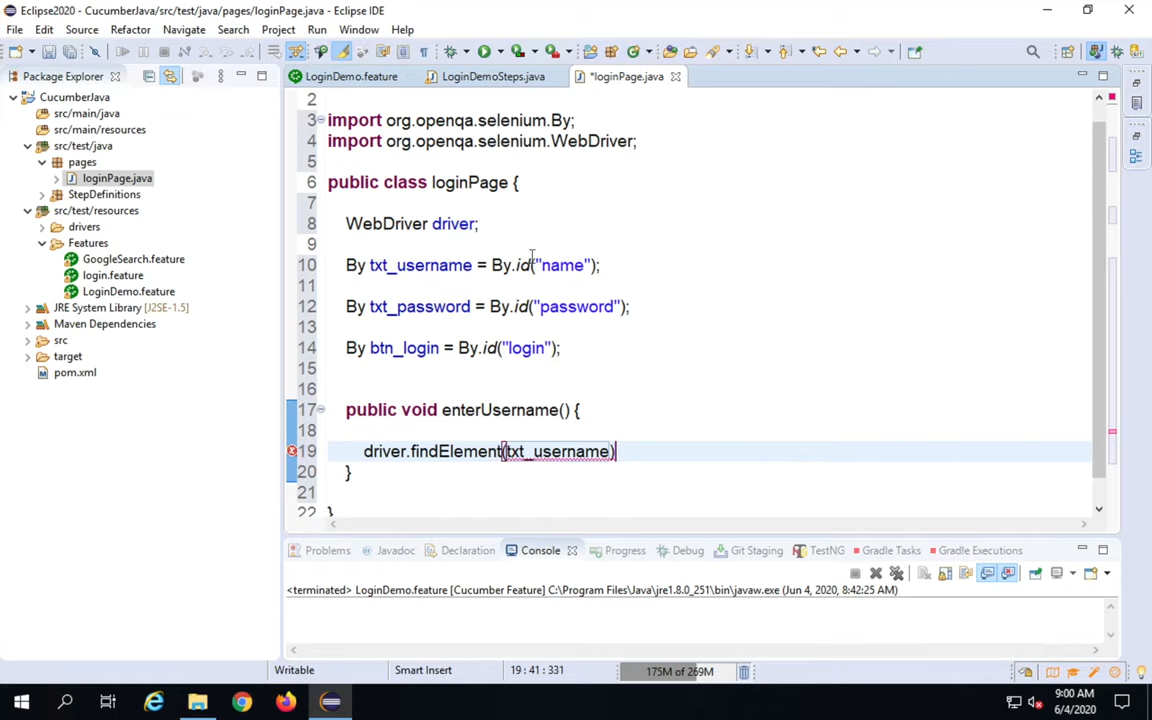 Eclipse2020 - CucumberJava/src/test/java/pages/loginPage.java - Eclipse IDE
File Edit Source Refactor Navigate Search Project Run Window Help
Package Explorer
LoginDemo.feature
LoginDemoSteps.java
*loginPage.java
CucumberJava
src/main/java
src/main/resources
src/test/java
pages
loginPage.java
StepDefinitions
src/test/resources
drivers
Features
GoogleSearch.feature
login.feature
LoginDemo.feature
JRE System Library [J2SE-1.5]
Maven Dependencies
src
target
pom.xml
2
3 import org.openqa.selenium.By;
4 import org.openqa.selenium.WebDriver;
5
6 public class loginPage {
7
8 WebDriver driver;
9
10 By txt_username = By.id("name");
11
12 By txt_password = By.id("password");
13
14 By btn_login = By.id("login");
15
16
17 public void enterUsername() {
18
19 driver.findElement(txt_username)
20 }
21
22 }
Problems Javadoc Declaration Console Progress Debug Git Staging TestNG Gradle Tasks Gradle Executions
<terminated> LoginDemo.feature [Cucumber Feature] C:\Program Files\Java\jre1.8.0_251\bin\javaw.exe (Jun 4, 2020, 8:42:25 AM)
Writable Smart Insert 19 : 41 : 331 175M of 269M
9:00 AM
6/4/2020